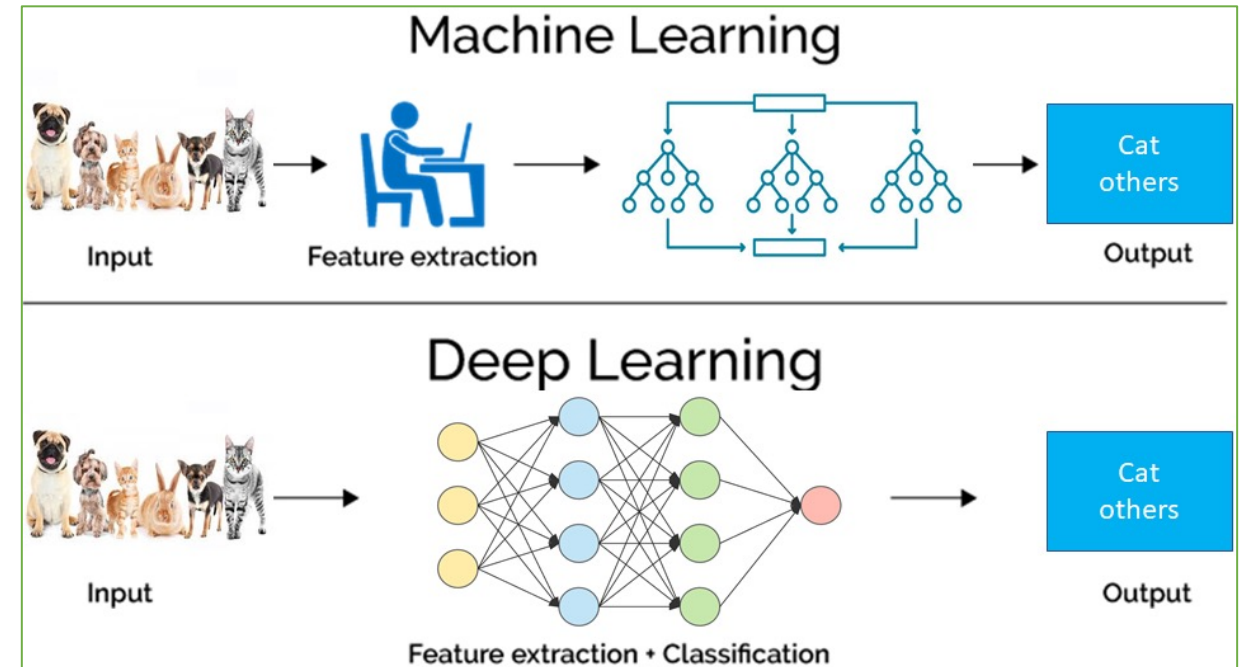 Machine Learning
Cat
others
Input
Feature extraction
Output
Deep Learning
Cat
others
Input
Output
Feature extraction + Classification